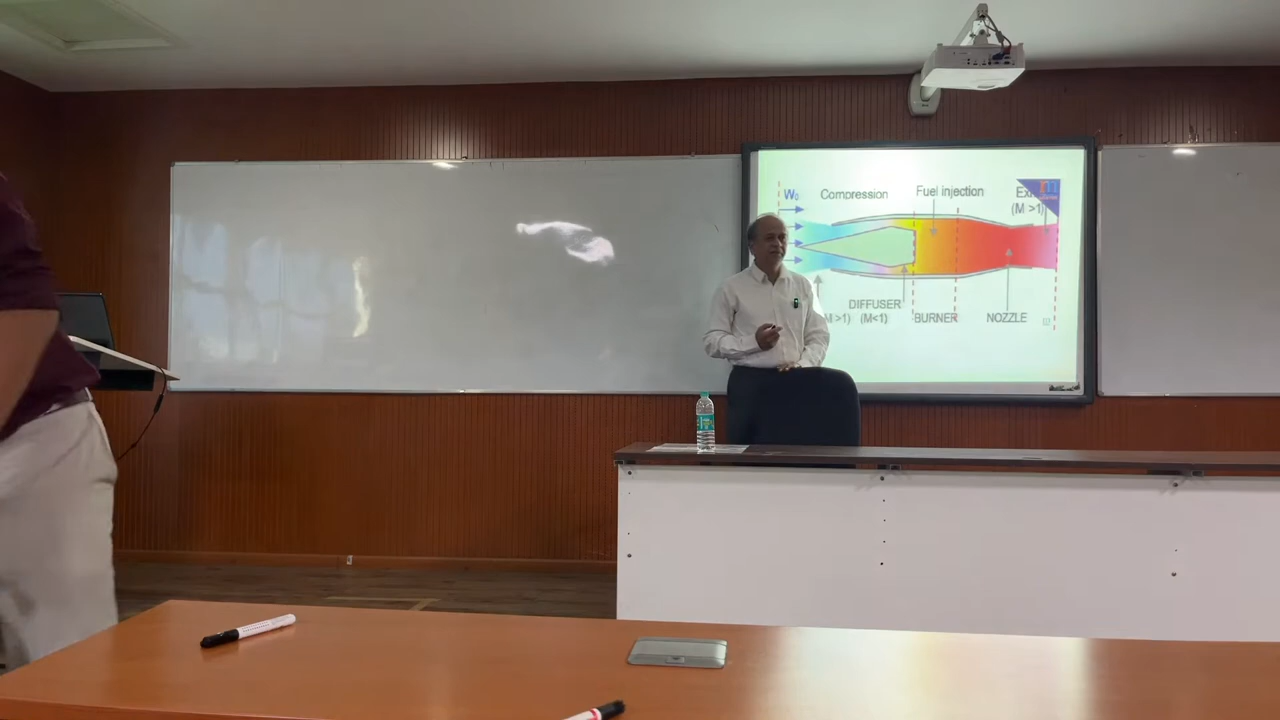 W₀
Compression
Fuel injection
(M >1)
DIFFUSER
M >1) (M<1)
BURNER
NOZZLE